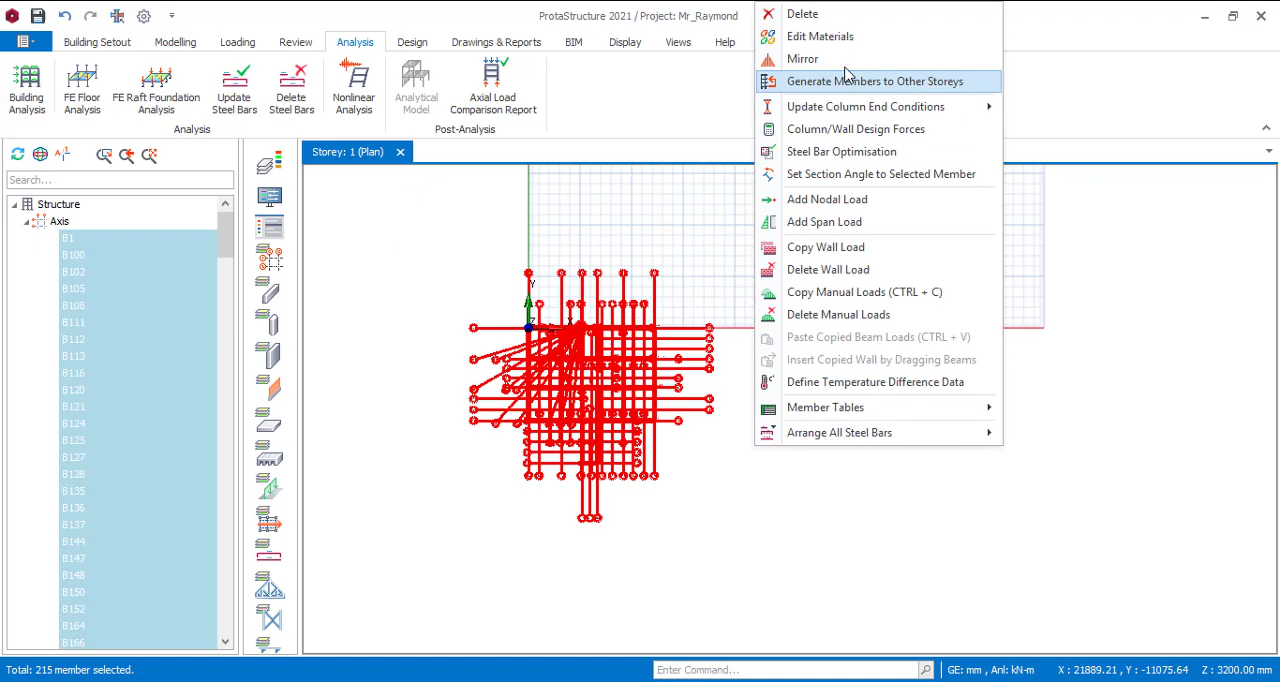 ProtaStructure 2021 / Project: Mr_Raymond
Building Setout Modelling Loading Review Analysis Design Drawings & Reports BIM Display Views Help
Building Analysis
FE Floor Analysis
FE Raft Foundation Analysis
Update Steel Bars
Delete Steel Bars
Nonlinear Analysis
Analytical Model
Axial Load Comparison Report
Analysis
Post-Analysis
Storey: 1 (Plan)
Search...
Structure
Axis
B1
B100
B102
B105
B108
B111
B112
B113
B116
B120
B121
B124
B125
B127
B128
B135
B136
B137
B144
B147
B148
B150
B152
B164
B166
Y
Z
X
Delete
Edit Materials
Mirror
Generate Members to Other Storeys
Update Column End Conditions
Column/Wall Design Forces
Steel Bar Optimisation
Set Section Angle to Selected Member
Add Nodal Load
Add Span Load
Copy Wall Load
Delete Wall Load
Copy Manual Loads (CTRL + C)
Delete Manual Loads
Paste Copied Beam Loads (CTRL + V)
Insert Copied Wall by Dragging Beams
Define Temperature Difference Data
Member Tables
Arrange All Steel Bars
Total: 215 member selected.
Enter Command...
GE: mm , Anl: kN-m
X : 21889.21 , Y : -11075.64
Z : 3200.00 mm